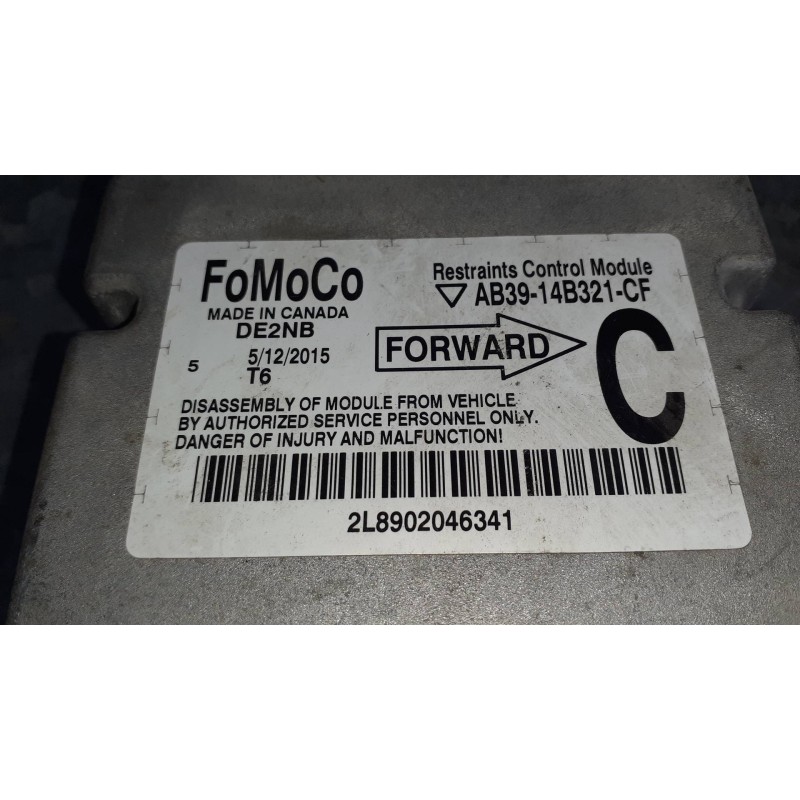 FoMoCo
MADE IN CANADA
DE2NB
5 5/12/2015
T6
Restraints Control Module
AB39-14B321-CF
FORWARD
C
DISASSEMBLY OF MODULE FROM VEHICLE
BY AUTHORIZED SERVICE PERSONNEL ONLY.
DANGER OF INJURY AND MALFUNCTION!
2L8902046341